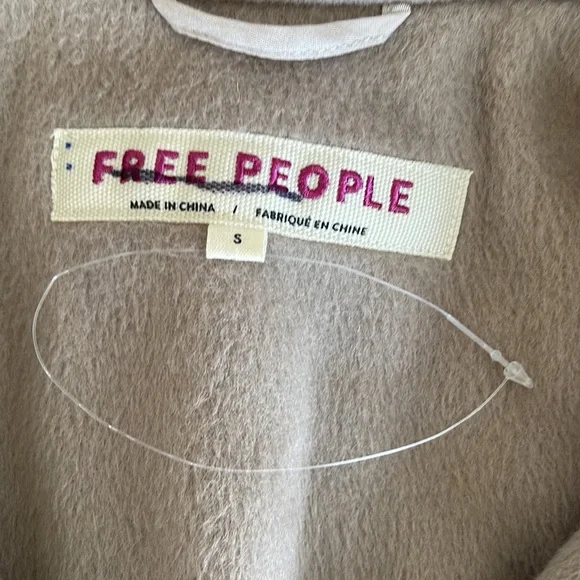 FREE PEOPLE
MADE IN CHINA / FABRIQUÉ EN CHINE
S